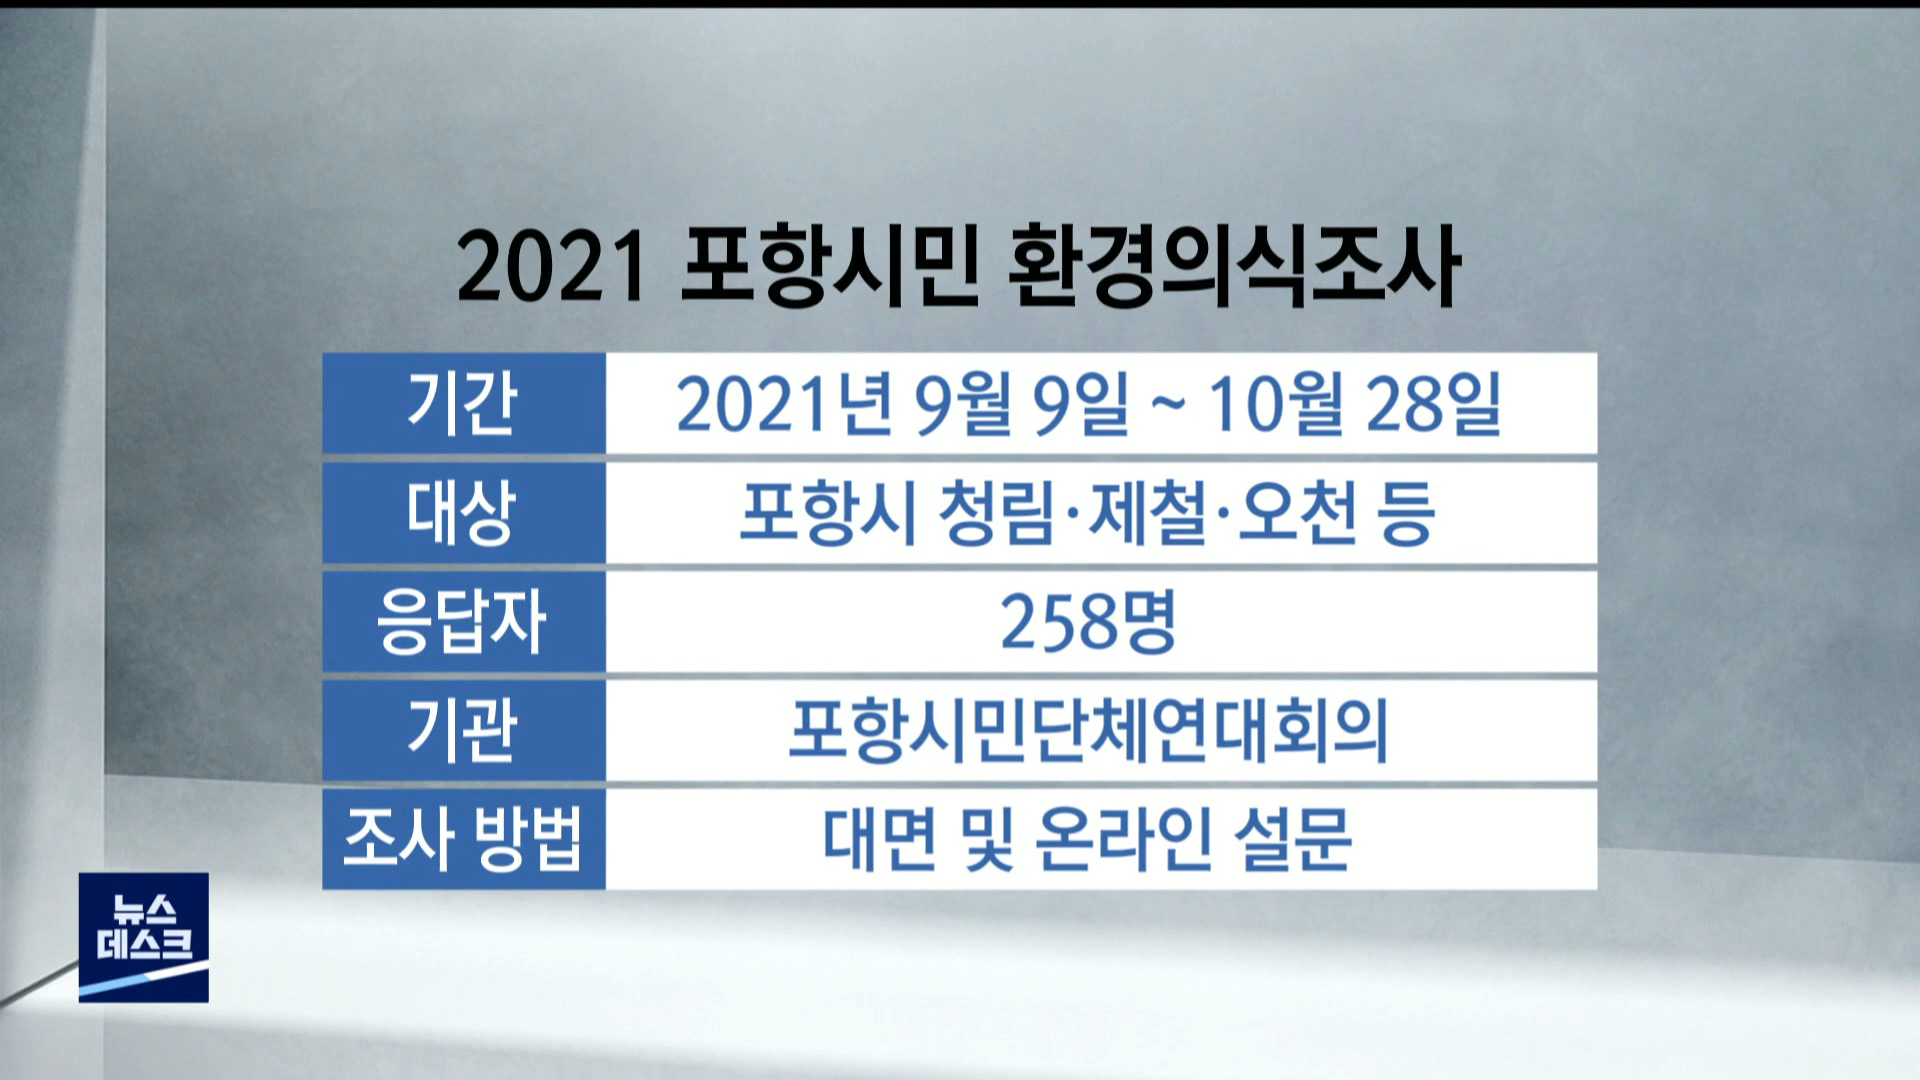 2021 포항시민 환경의식조사
기간 2021년 9월 9일 ~ 10월 28일
대상 포항시 청림·제철·오천 등
응답자 258명
기관 포항시민단체연대회의
조사 방법 대면 및 온라인 설문
뉴스
데스크